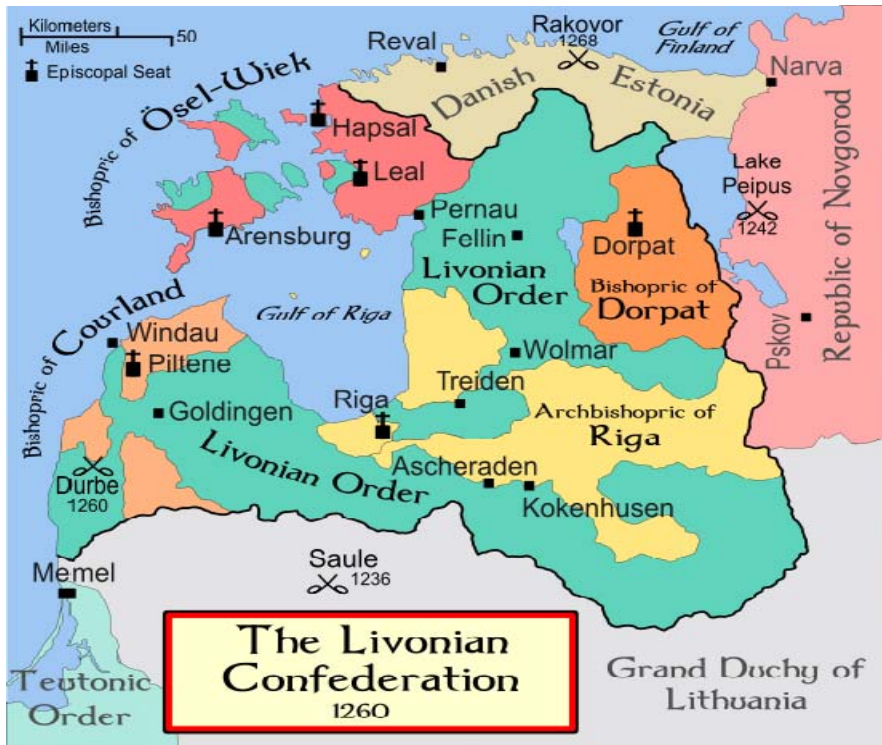 Kilometers
50
Miles
Episcopal Seat
Rakovor
1268
Gulf of
Finland
Reval
Narva
Danish Estonia
Bishopric of Ösel-Wiek
Hapsal
Leal
Lake
Peipus
1242
Republic of Novgorod
Pernau
Arensburg
Fellin
Dorpat
Livonian
Order
Bishopric of
Dorpat
Bishopric of Courland
Gulf of Riga
Windau
Piltene
Wolmar
Pskov
Treiden
Riga
Goldingen
Archbishopric of
Riga
Livonian Order
Ascheraden
Durbe
1260
Kokenhusen
Saule
1236
Memel
The Livonian
Confederation
1260
Teutonic
Order
Grand Duchy of
Lithuania